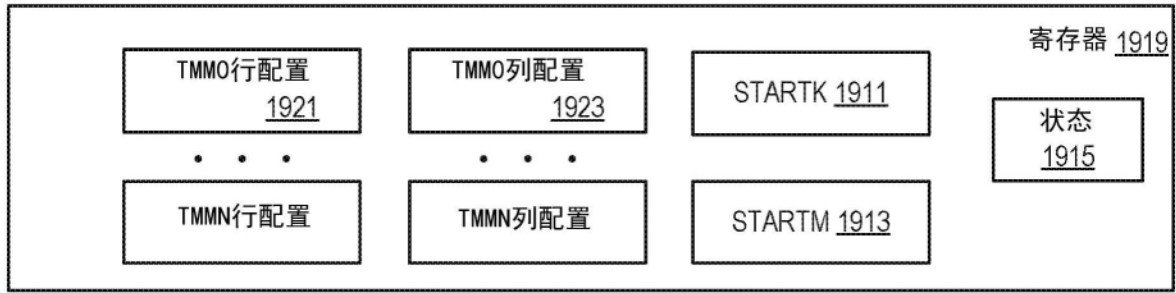 寄存器 1919
TMM0行配置
1921
TMM0列配置
1923
STARTK 1911
状态
1915
• • •
• • •
TMMN行配置
TMMN列配置
STARTM 1913